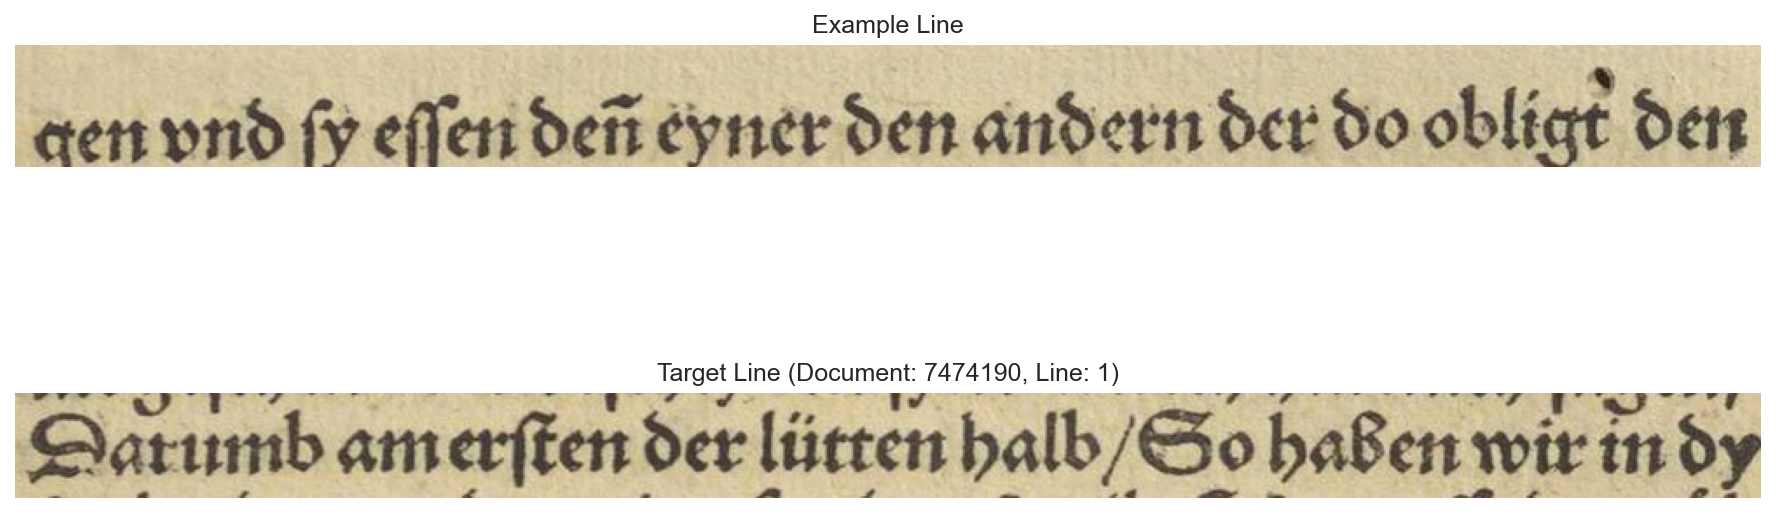 Example Line
gen vnd ſy eſſen deñ eyner den andern der do obligt den
Target Line (Document: 7474190, Line: 1)
Darumb am erſten der lütten halb/So haben wir in dy